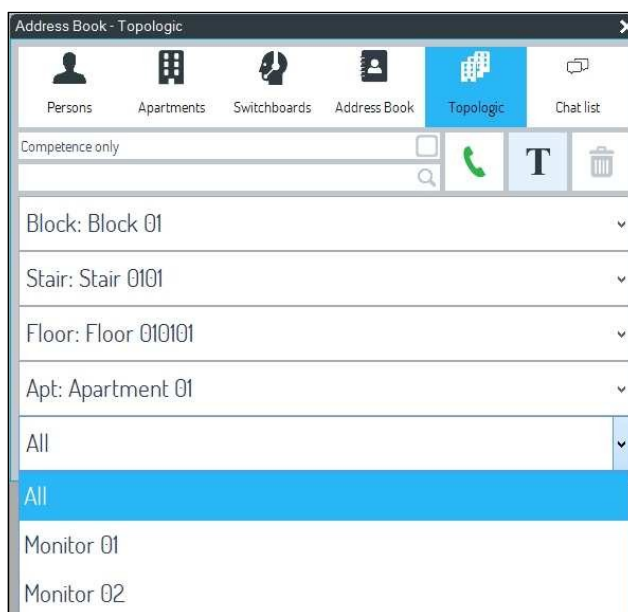 Address Book - Topologic
Persons Apartments Switchboards Address Book Topologic Chat list
Competence only
T
Block: Block 01
Stair: Stair 0101
Floor: Floor 010101
Apt: Apartment 01
All
All
Monitor 01
Monitor 02